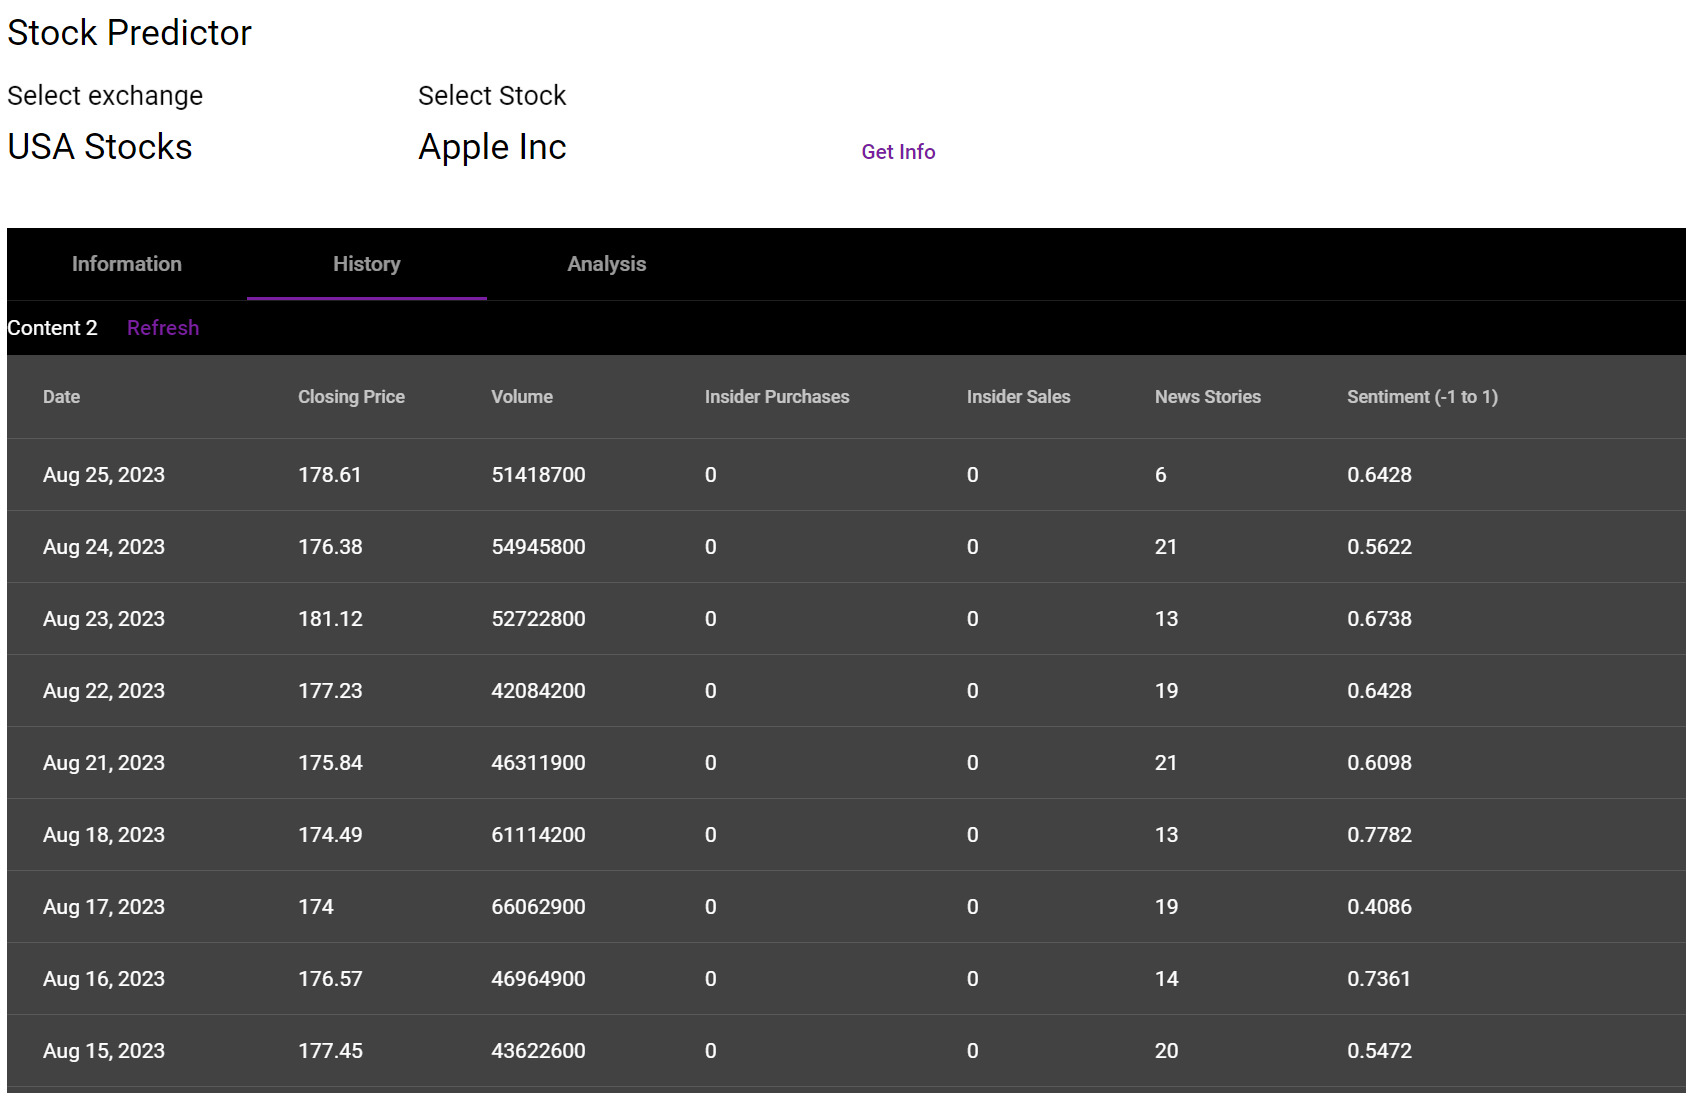 Stock Predictor
Select exchange Select Stock
USA Stocks Apple Inc Get Info
Information History Analysis
Content 2 Refresh
Date Closing Price Volume Insider Purchases Insider Sales News Stories Sentiment (-1 to 1)
Aug 25, 2023 178.61 51418700 0 0 6 0.6428
Aug 24, 2023 176.38 54945800 0 0 21 0.5622
Aug 23, 2023 181.12 52722800 0 0 13 0.6738
Aug 22, 2023 177.23 42084200 0 0 19 0.6428
Aug 21, 2023 175.84 46311900 0 0 21 0.6098
Aug 18, 2023 174.49 61114200 0 0 13 0.7782
Aug 17, 2023 174 66062900 0 0 19 0.4086
Aug 16, 2023 176.57 46964900 0 0 14 0.7361
Aug 15, 2023 177.45 43622600 0 0 20 0.5472